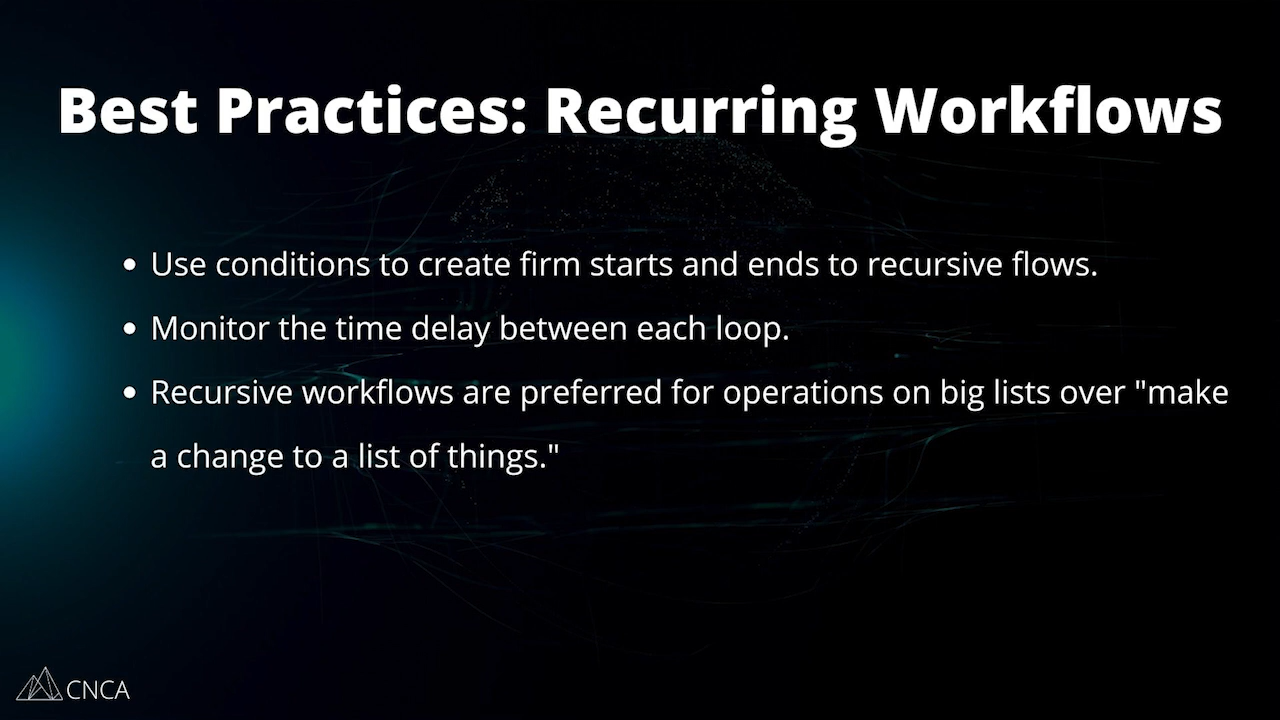 Best Practices: Recurring Workflows
• Use conditions to create firm starts and ends to recursive flows.
• Monitor the time delay between each loop.
• Recursive workflows are preferred for operations on big lists over "make
a change to a list of things."
CNCA